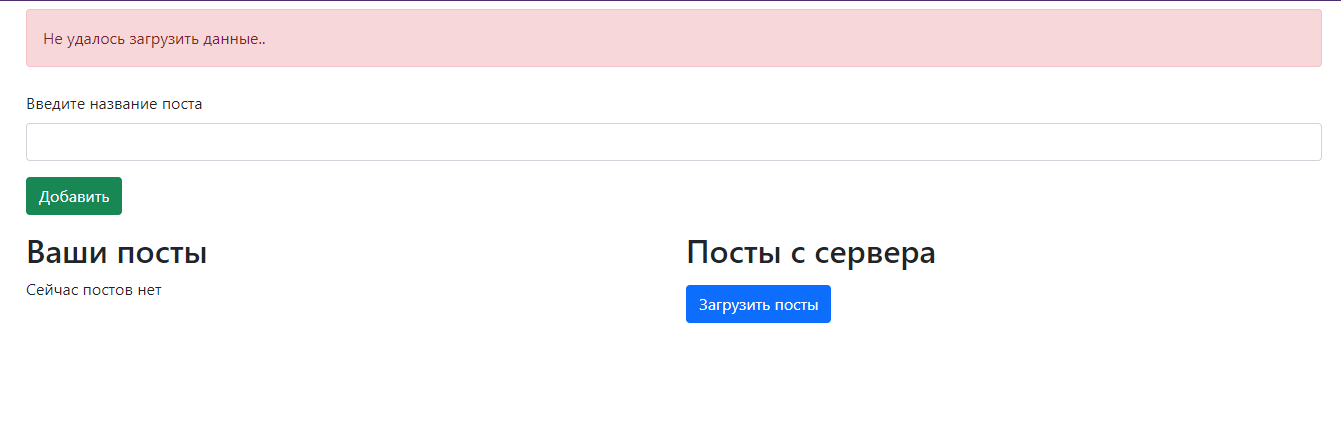 Не удалось загрузить данные..
Введите название поста
Добавить
Ваши посты
Сейчас постов нет
Посты с сервера
Загрузить посты